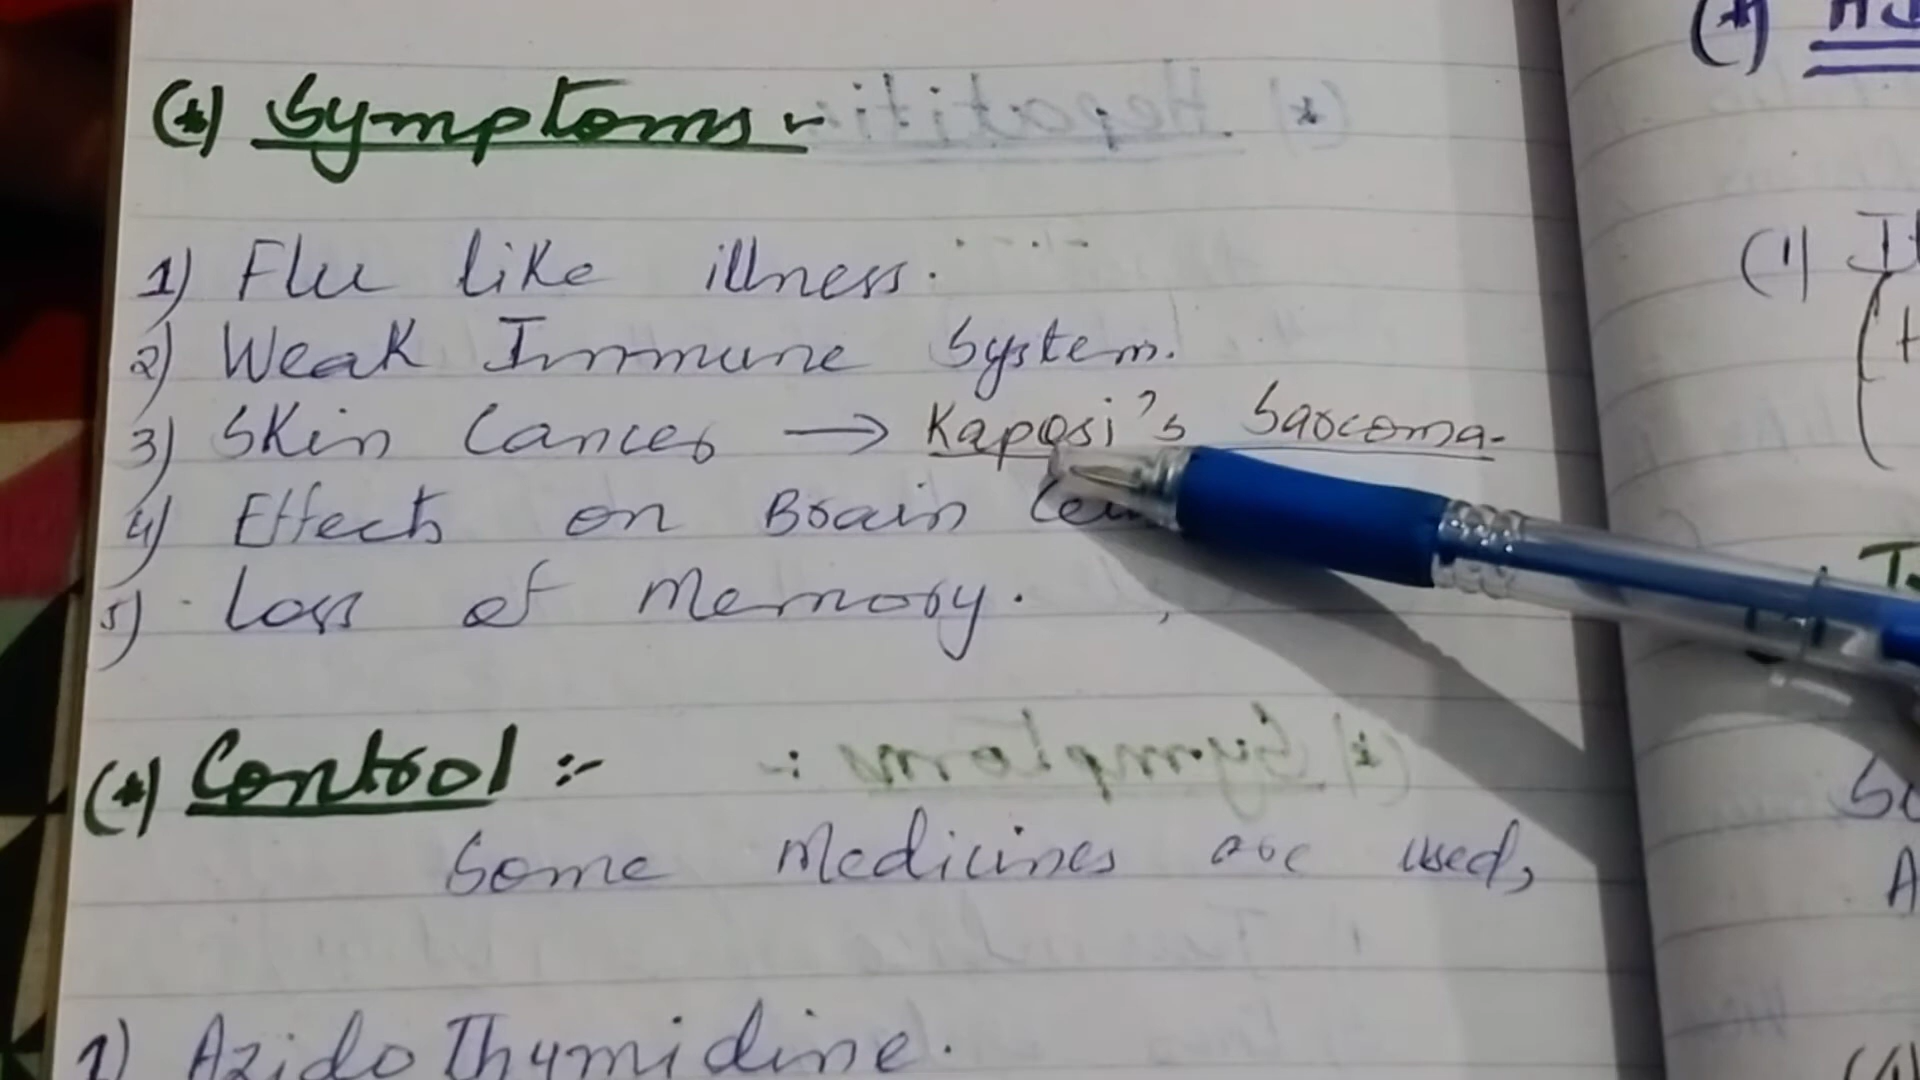 (*) Symptoms :-
1) Flu like illness.
2) Weak Immune System.
3) Skin Cancer → Kaposi's Sarcoma.
4) Effects on Brain
5) Loss of Memory.
(*) Control :-
Some Medicines are used,
1) Azido Thymidine.
(*)
(1)